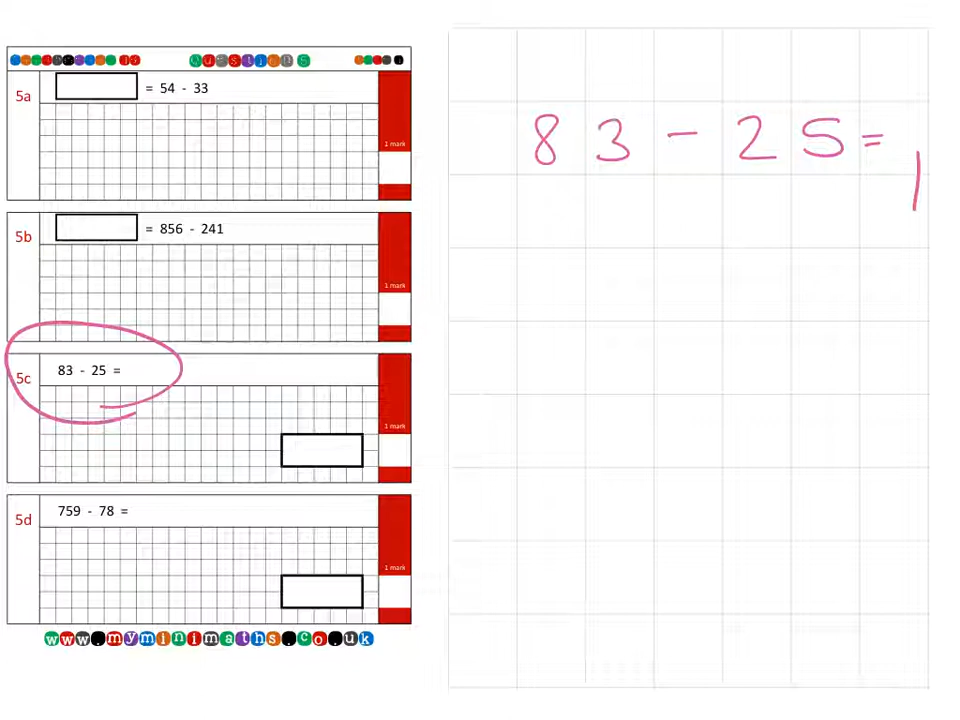 Questions
5a
= 54 - 33
1 mark
5b
= 856 - 241
1 mark
5c
83 - 25 =
1 mark
5d
759 - 78 =
1 mark
www.myminimaths.co.uk
83 - 25 =